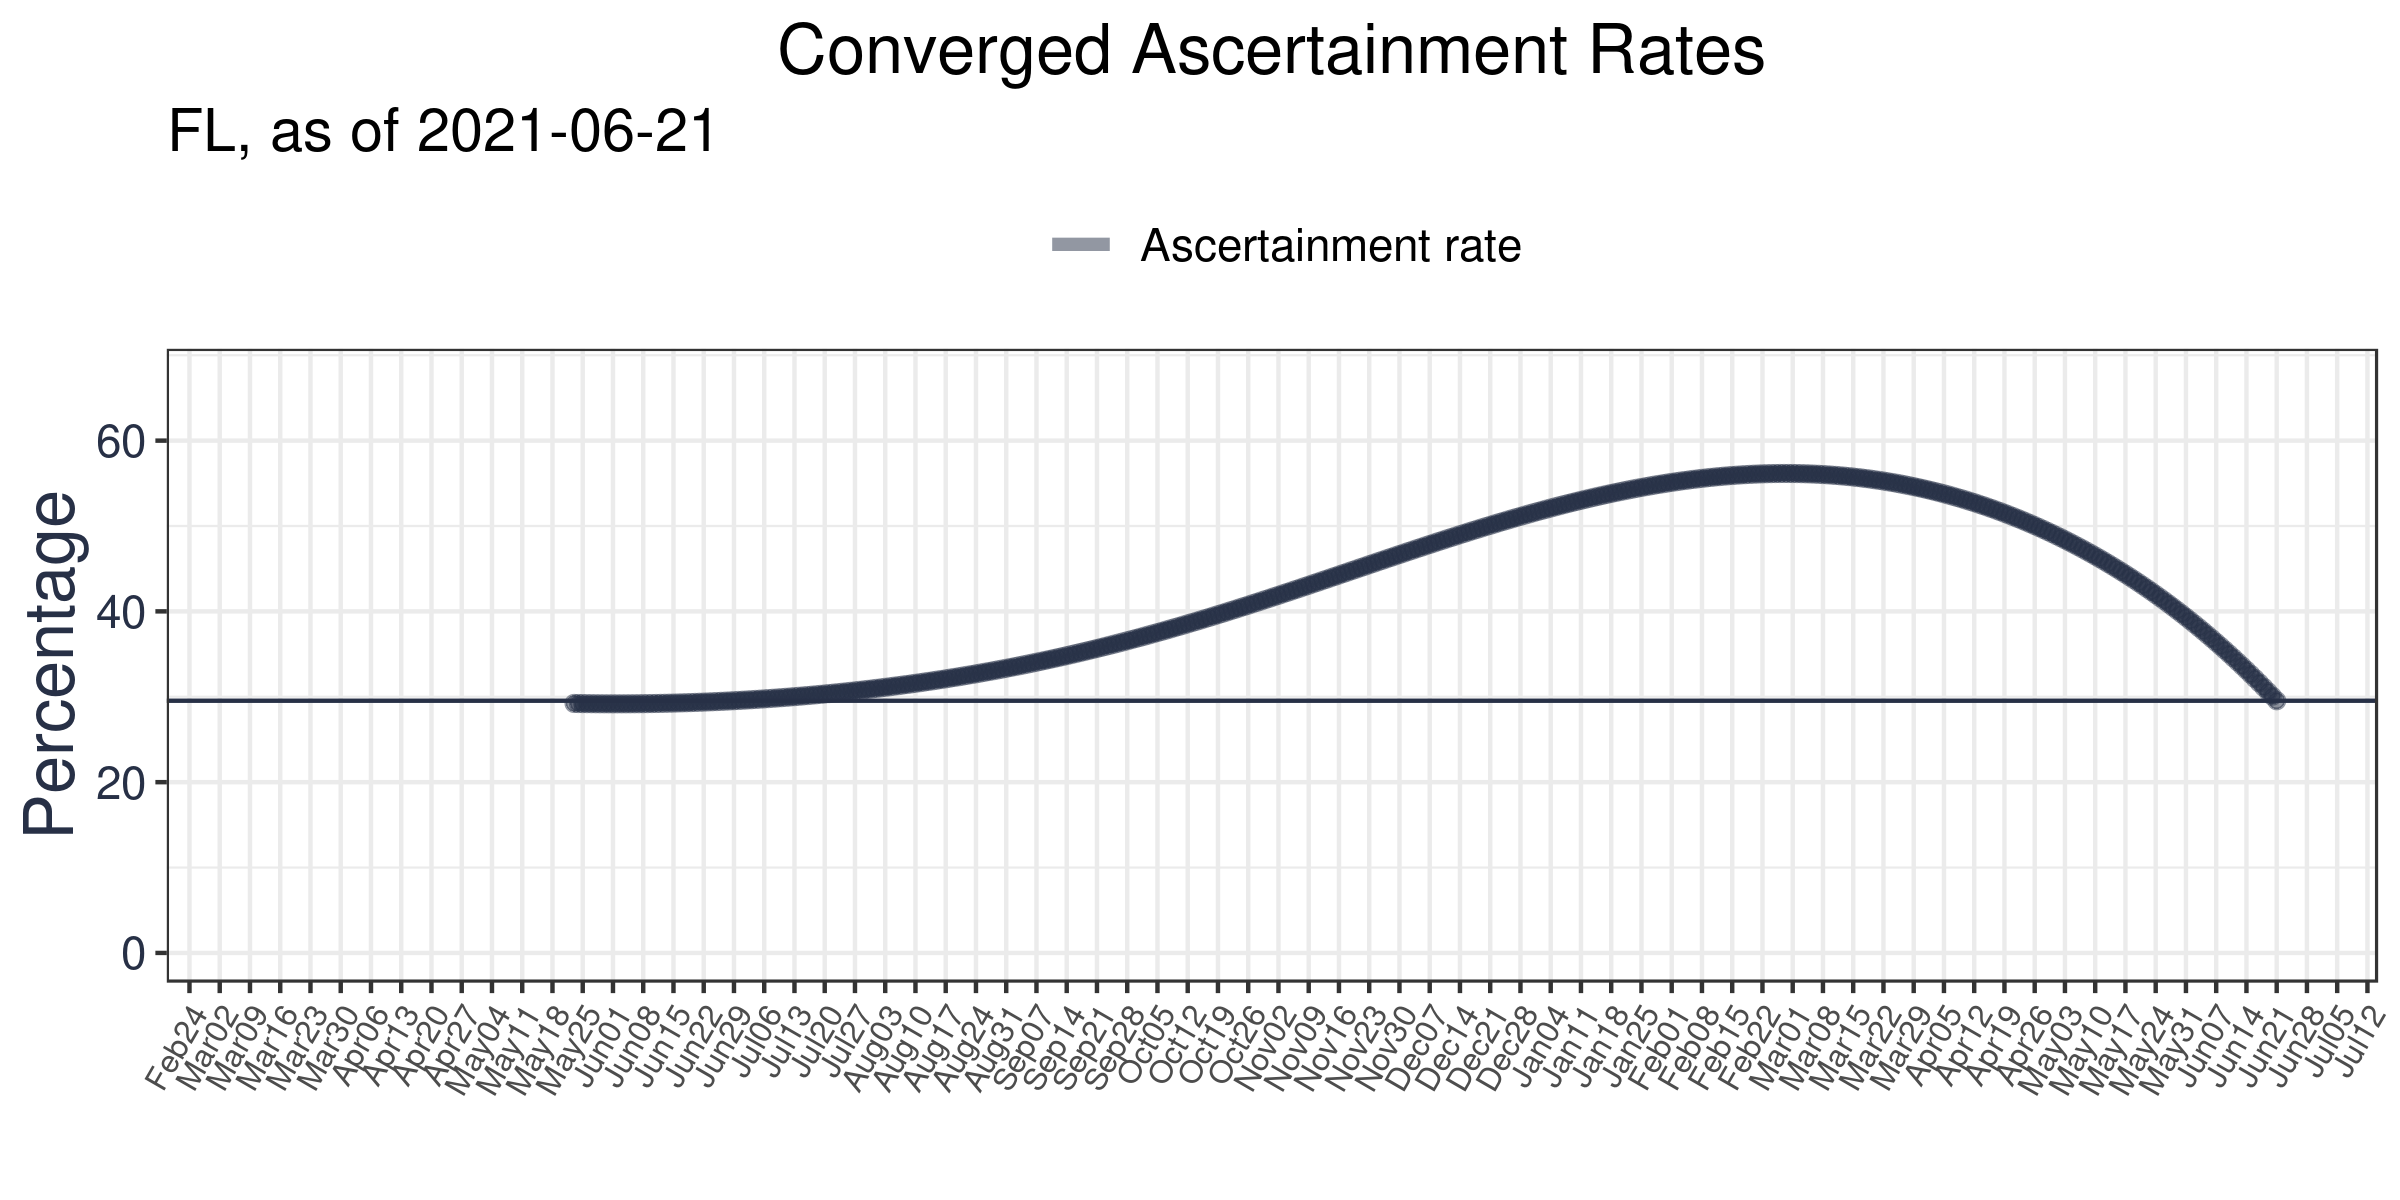 Converged Ascertainment Rates
FL, as of 2021-06-21
Ascertainment rate
Percentage
60
40
20
0
Feb24
Mar02
Mar09
Mar16
Mar23
Mar30
Apr06
Apr13
Apr20
Apr27
May04
May11
May18
May25
Jun01
Jun08
Jun15
Jun22
Jun29
Jul06
Jul13
Jul20
Jul27
Aug03
Aug10
Aug17
Aug24
Aug31
Sep07
Sep14
Sep21
Sep28
Oct05
Oct12
Oct19
Oct26
Nov02
Nov09
Nov16
Nov23
Nov30
Dec07
Dec14
Dec21
Dec28
Jan04
Jan11
Jan18
Jan25
Feb01
Feb08
Feb15
Feb22
Mar01
Mar08
Mar15
Mar22
Mar29
Apr05
Apr12
Apr19
Apr26
May03
May10
May17
May24
May31
Jun07
Jun14
Jun21
Jun28
Jul05
Jul12